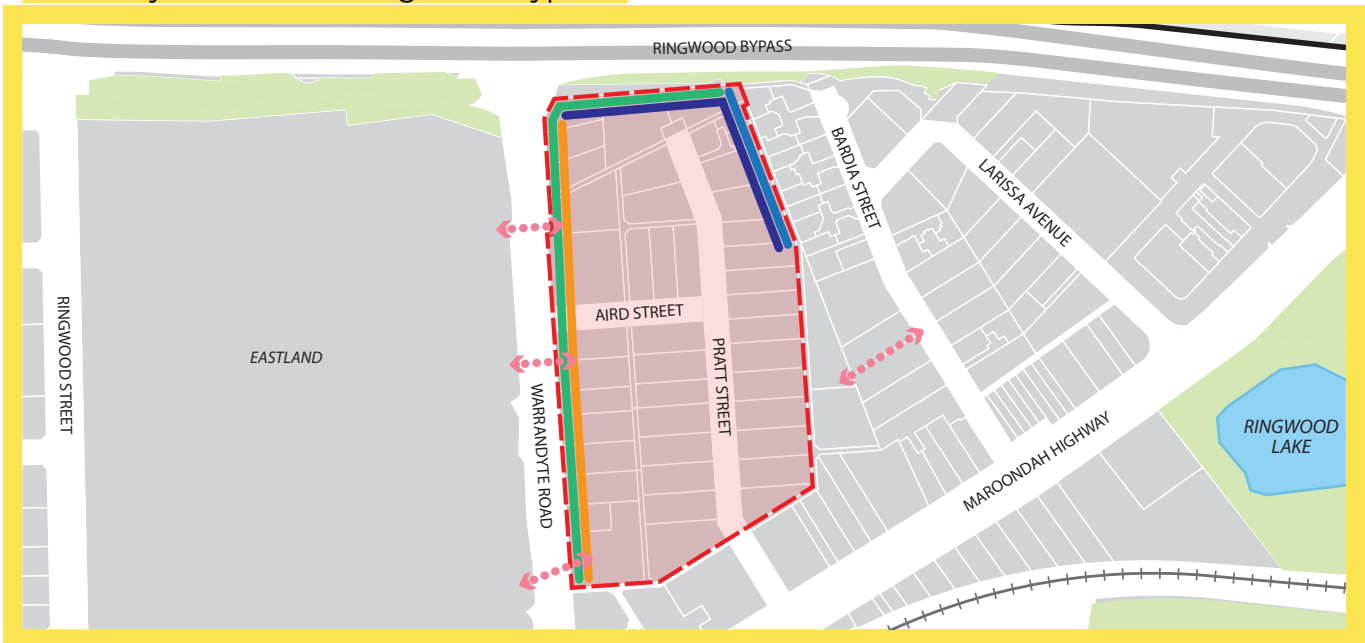 RINGWOOD BYPASS
BARDIA STREET
LARISSA AVENUE
RINGWOOD STREET
EASTLAND
AIRD STREET
PRATT STREET
WARRANDYTE ROAD
MAROONDAH HIGHWAY
RINGWOOD
LAKE